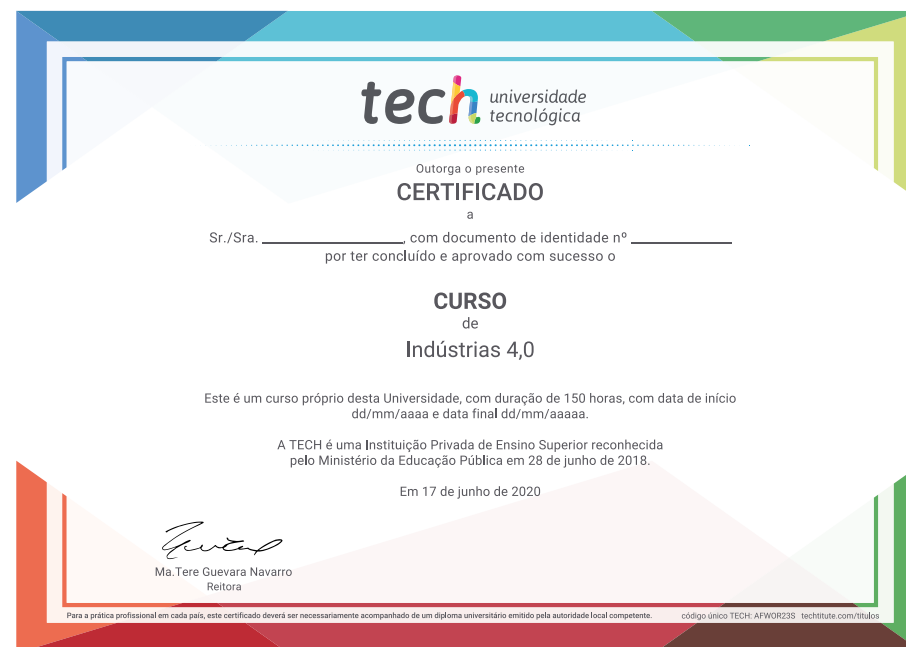 tech universidade
tecnológica
Outorga o presente
CERTIFICADO
a
Sr./Sra. ________________, com documento de identidade nº ____________
por ter concluído e aprovado com sucesso o
CURSO
de
Indústrias 4,0
Este é um curso próprio desta Universidade, com duração de 150 horas, com data de início
dd/mm/aaaa e data final dd/mm/aaaaa.
A TECH é uma Instituição Privada de Ensino Superior reconhecida
pelo Ministério da Educação Pública em 28 de junho de 2018.
Em 17 de junho de 2020
Ma.Tere Guevara Navarro
Reitora
Para a prática profissional em cada país, este certificado deverá ser necessariamente acompanhado de um diploma universitário emitido pela autoridade local competente. código único TECH: AFWOR23S techtitute.com/titulos